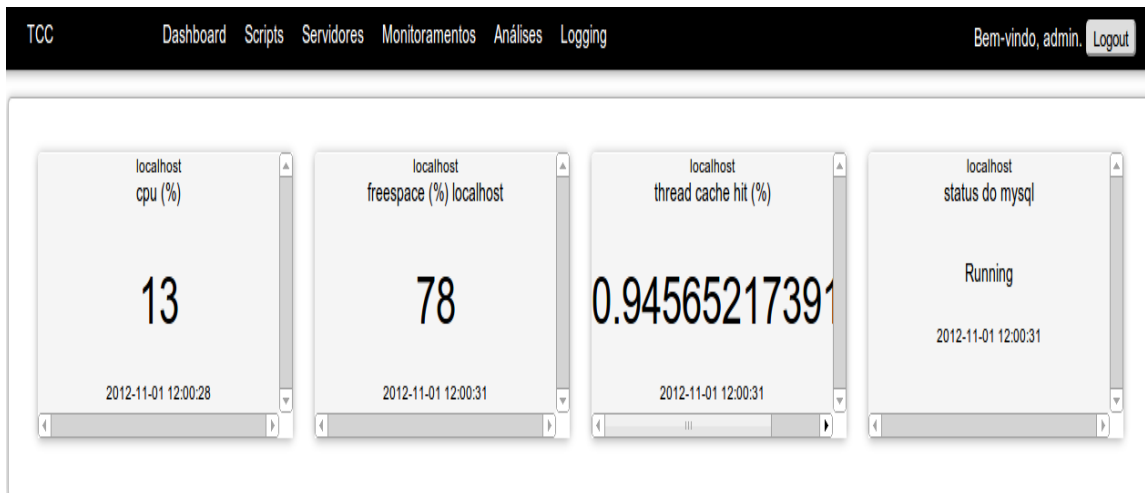 TCC Dashboard Scripts Servidores Monitoramentos Análises Logging Bem-vindo, admin. Logout
localhost
cpu (%)
13
2012-11-01 12:00:28
localhost
freespace (%) localhost
78
2012-11-01 12:00:31
localhost
thread cache hit (%)
0.94565217391
2012-11-01 12:00:31
localhost
status do mysql
Running
2012-11-01 12:00:31